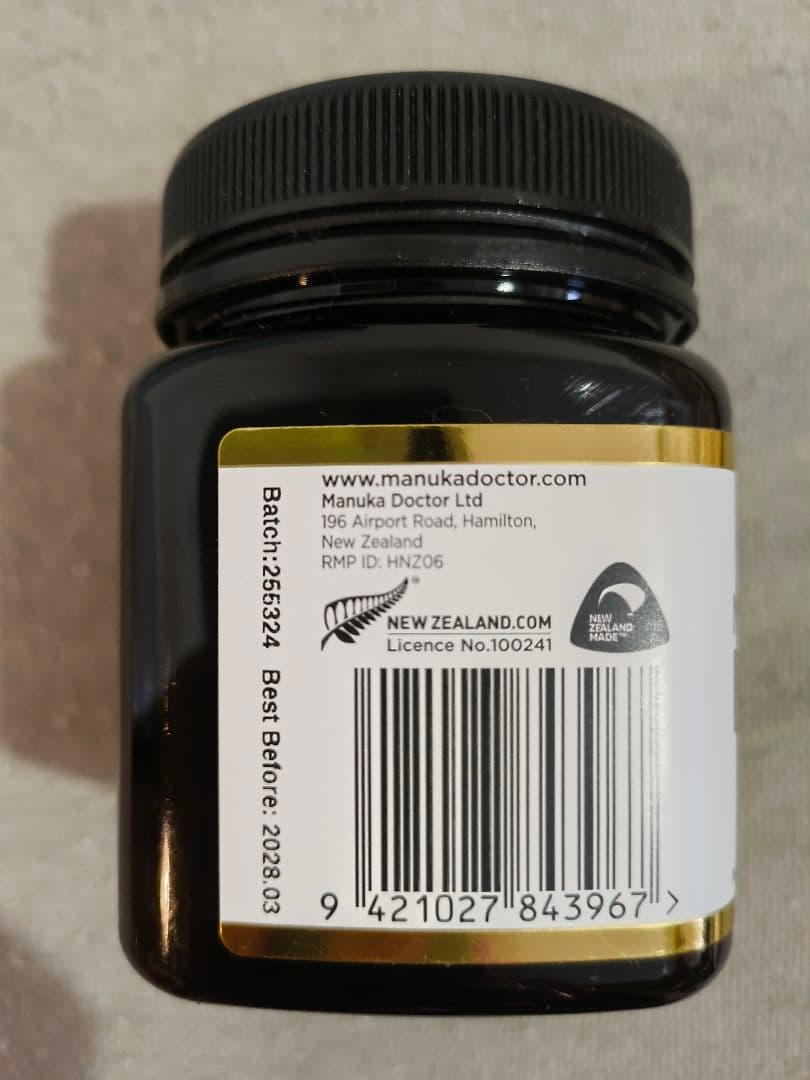 www.manukadoctor.com
Manuka Doctor Ltd
196 Airport Road, Hamilton,
New Zealand
RMP ID: HNZ06
NEW ZEALAND.COM
Licence No.100241
NEW
ZEALAND
MADE™
Batch:255324 Best Before: 2028.03
9 421027 843967 >